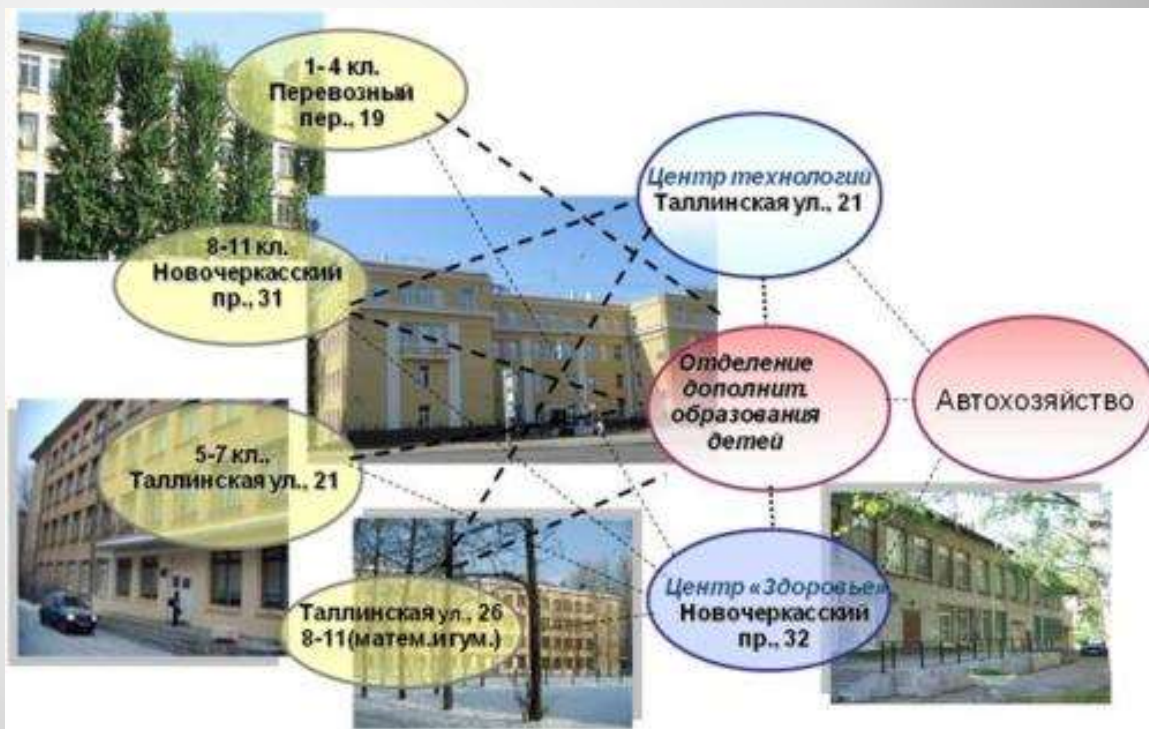 1- 4 кл.
Перевозный
пер., 19
Центр технологий
Таллинская ул., 21
8-11 кл.
Новочеркасский
пр., 31
Отделение
дополнит.
образования
детей
Автохозяйство
5-7 кл.,
Таллинская ул., 21
Таллинская ул., 26
8-11(матем.и гум.)
Центр «Здоровье»
Новочеркасский
пр., 32